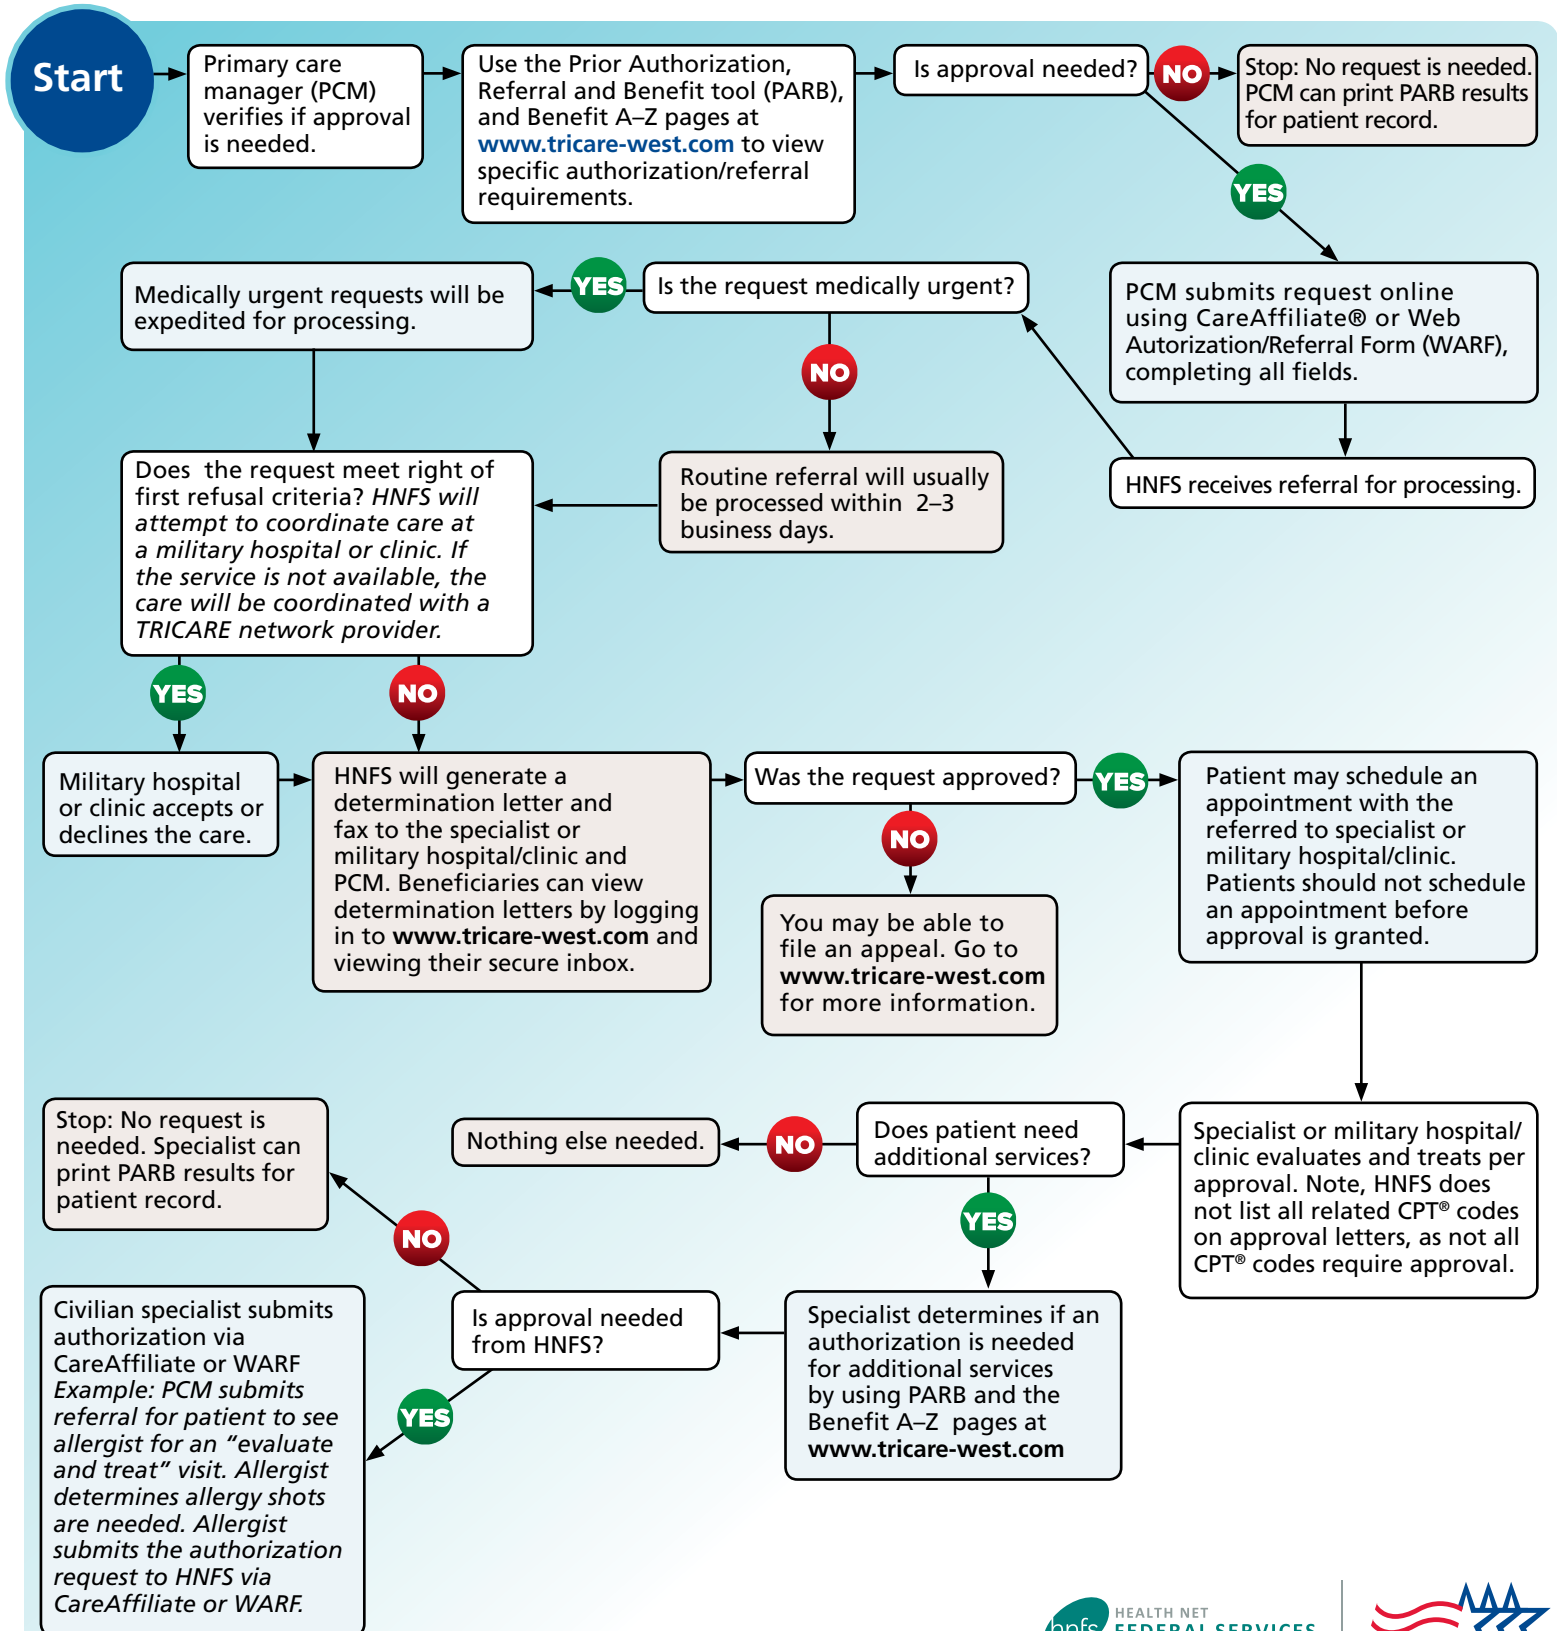 Start
Primary care
manager (PCM)
verifies if approval
is needed.
Use the Prior Authorization,
Referral and Benefit tool (PARB),
and Benefit A–Z pages at
www.tricare-west.com to view
specific authorization/referral
requirements.
Is approval needed?
NO
Stop: No request is needed.
PCM can print PARB results
for patient record.
YES
PCM submits request online
using CareAffiliate® or Web
Autorization/Referral Form (WARF),
completing all fields.
HNFS receives referral for processing.
Is the request medically urgent?
YES
Medically urgent requests will be
expedited for processing.
NO
Routine referral will usually
be processed within 2–3
business days.
Does the request meet right of
first refusal criteria? HNFS will
attempt to coordinate care at
a military hospital or clinic. If
the service is not available, the
care will be coordinated with a
TRICARE network provider.
YES
NO
Military hospital
or clinic accepts or
declines the care.
HNFS will generate a
determination letter and
fax to the specialist or
military hospital/clinic and
PCM. Beneficiaries can view
determination letters by logging
in to www.tricare-west.com and
viewing their secure inbox.
Was the request approved?
YES
NO
You may be able to
file an appeal. Go to
www.tricare-west.com
for more information.
Patient may schedule an
appointment with the
referred to specialist or
military hospital/clinic.
Patients should not schedule
an appointment before
approval is granted.
Specialist or military hospital/
clinic evaluates and treats per
approval. Note, HNFS does
not list all related CPT® codes
on approval letters, as not all
CPT® codes require approval.
Does patient need
additional services?
NO
Nothing else needed.
YES
Specialist determines if an
authorization is needed
for additional services
by using PARB and the
Benefit A–Z pages at
www.tricare-west.com
Is approval needed
from HNFS?
NO
Stop: No request is
needed. Specialist can
print PARB results for
patient record.
YES
Civilian specialist submits
authorization via
CareAffiliate or WARF
Example: PCM submits
referral for patient to see
allergist for an “evaluate
and treat” visit. Allergist
determines allergy shots
are needed. Allergist
submits the authorization
request to HNFS via
CareAffiliate or WARF.
hnfs
HEALTH NET
FEDERAL SERVICES